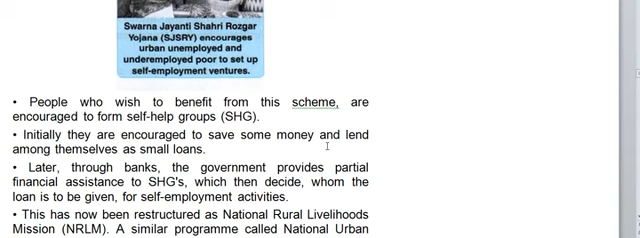 Swarna Jayanti Shahri Rozgar
Yojana (SJSRY) encourages
urban unemployed and
underemployed poor to set up
self-employment ventures.
• People who wish to benefit from this scheme, are
encouraged to form self-help groups (SHG).
• Initially they are encouraged to save some money and lend
among themselves as small loans.
• Later, through banks, the government provides partial
financial assistance to SHG's, which then decide, whom the
loan is to be given, for self-employment activities.
• This has now been restructured as National Rural Livelihoods
Mission (NRLM). A similar programme called National Urban